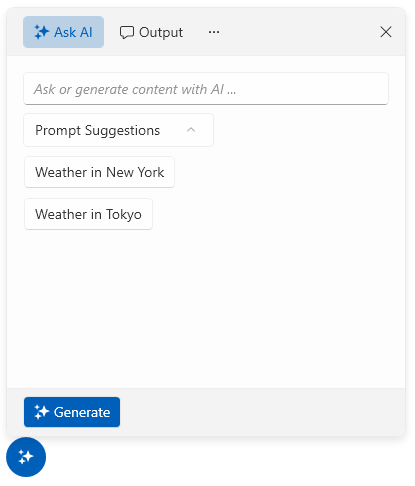 Ask AI Output ...
Ask or generate content with AI ...
Prompt Suggestions
Weather in New York
Weather in Tokyo
Generate